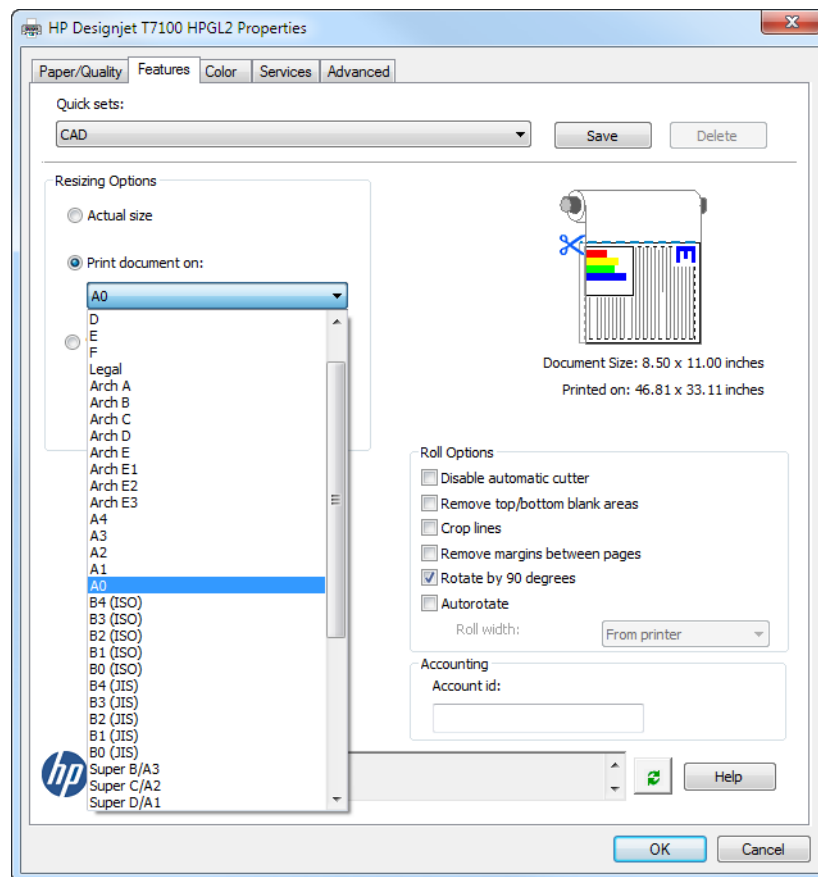 HP Designjet T7100 HPGL2 Properties
Paper/Quality Features Color Services Advanced
Quick sets:
CAD
Save
Delete
Resizing Options
Actual size
Print document on:
A0
D
E
F
Legal
Arch A
Arch B
Arch C
Arch D
Arch E
Arch E1
Arch E2
Arch E3
A4
A3
A2
A1
A0
B4 (ISO)
B3 (ISO)
B2 (ISO)
B1 (ISO)
B0 (ISO)
B4 (JIS)
B3 (JIS)
B2 (JIS)
B1 (JIS)
B0 (JIS)
Super B/A3
Super C/A2
Super D/A1
E
Document Size: 8.50 x 11.00 inches
Printed on: 46.81 x 33.11 inches
Roll Options
Disable automatic cutter
Remove top/bottom blank areas
Crop lines
Remove margins between pages
Rotate by 90 degrees
Autorotate
Roll width:
From printer
Accounting
Account id:
hp
Help
OK
Cancel